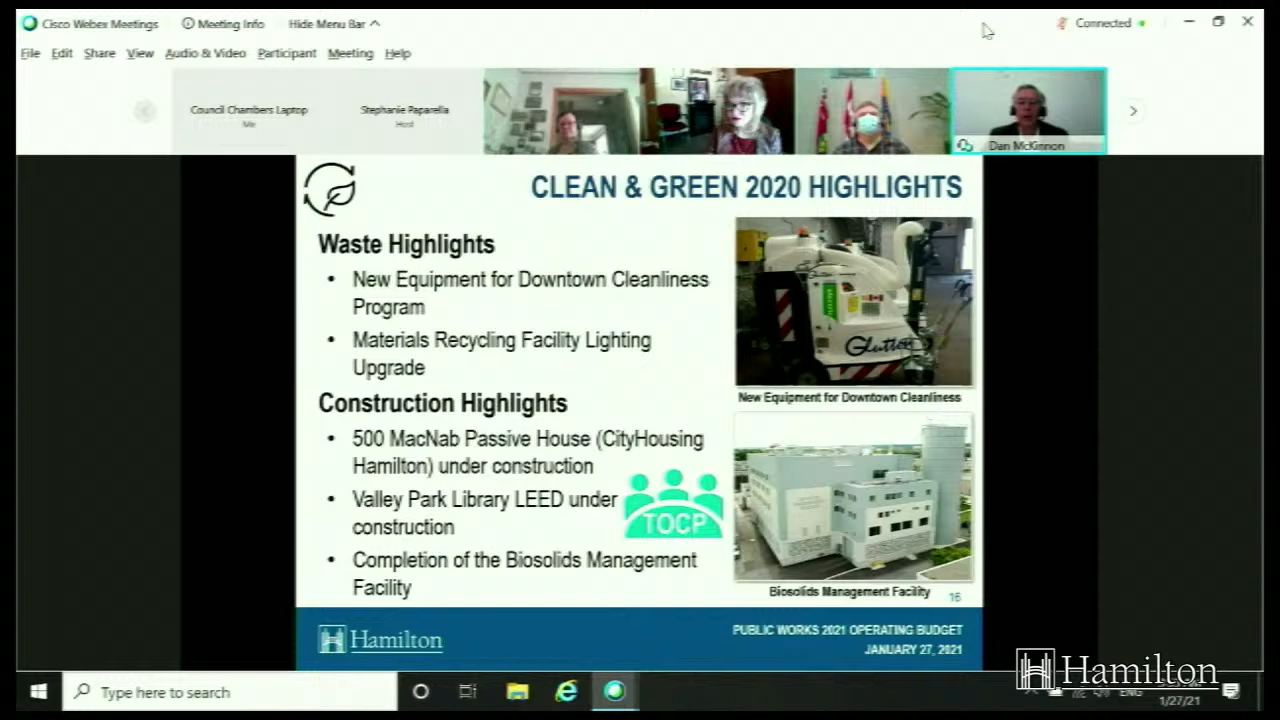 Cisco Webex Meetings
Meeting Info
Hide Menu Bar
Connected
File Edit Share View Audio & Video Participant Meeting Help
Council Chambers Laptop
Me
Stephanie Paparella
Host
Dan McKinnon
CLEAN & GREEN 2020 HIGHLIGHTS
Waste Highlights
• New Equipment for Downtown Cleanliness
Program
• Materials Recycling Facility Lighting
Upgrade
Construction Highlights
• 500 MacNab Passive House (CityHousing
Hamilton) under construction
• Valley Park Library LEED under
construction
• Completion of the Biosolids Management
Facility
TOCP
Glutton
New Equipment for Downtown Cleanliness
Biosolids Management Facility
16
Hamilton
PUBLIC WORKS 2021 OPERATING BUDGET
JANUARY 27, 2021
Hamilton
Type here to search
ENG
1/27/21